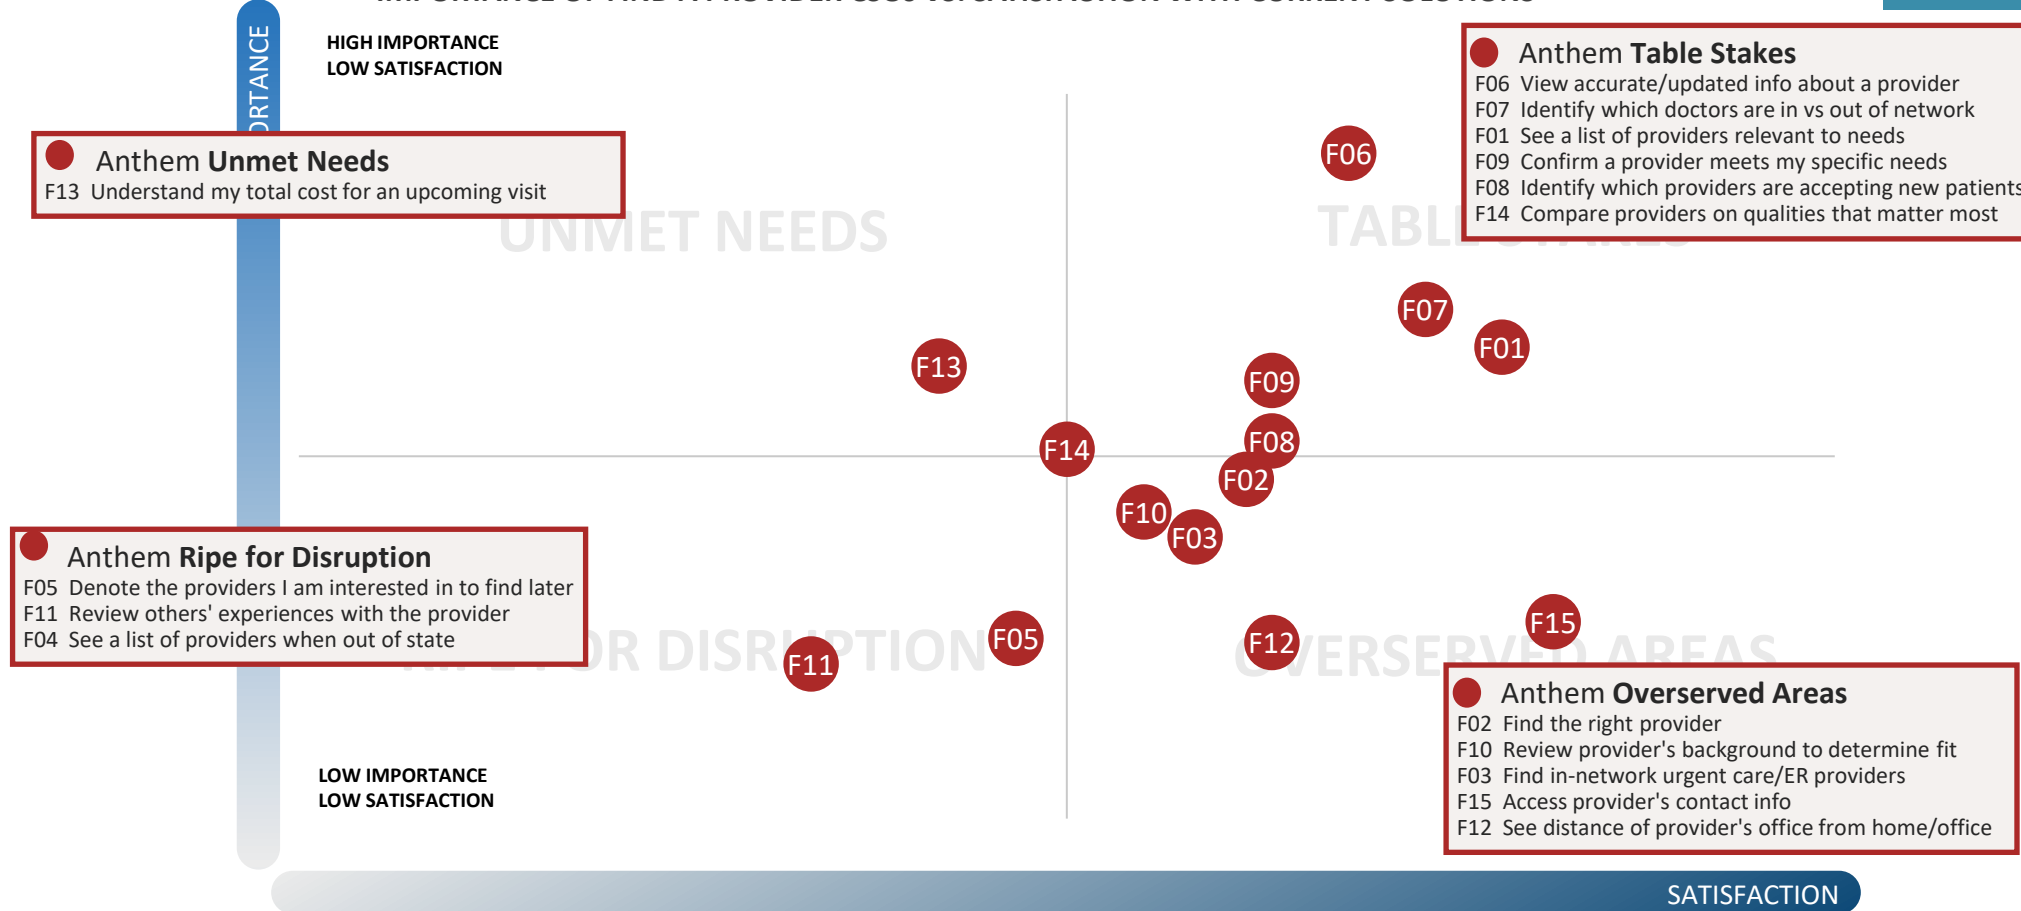 HIGH IMPORTANCE
LOW SATISFACTION
Anthem Table Stakes
F06 View accurate/updated info about a provider
F07 Identify which doctors are in vs out of network
F01 See a list of providers relevant to needs
F09 Confirm a provider meets my specific needs
F08 Identify which providers are accepting new patients
F14 Compare providers on qualities that matter most
Anthem Unmet Needs
F13 Understand my total cost for an upcoming visit
UNMET NEEDS
F06
F07
F01
F13
F09
F08
F14
F02
F10
F03
Anthem Ripe for Disruption
F05 Denote the providers I am interested in to find later
F11 Review others' experiences with the provider
F04 See a list of providers when out of state
F05
F11
F12
F15
OVERSERVED AREAS
Anthem Overserved Areas
F02 Find the right provider
F10 Review provider's background to determine fit
F03 Find in-network urgent care/ER providers
F15 Access provider's contact info
F12 See distance of provider's office from home/office
LOW IMPORTANCE
LOW SATISFACTION
SATISFACTION